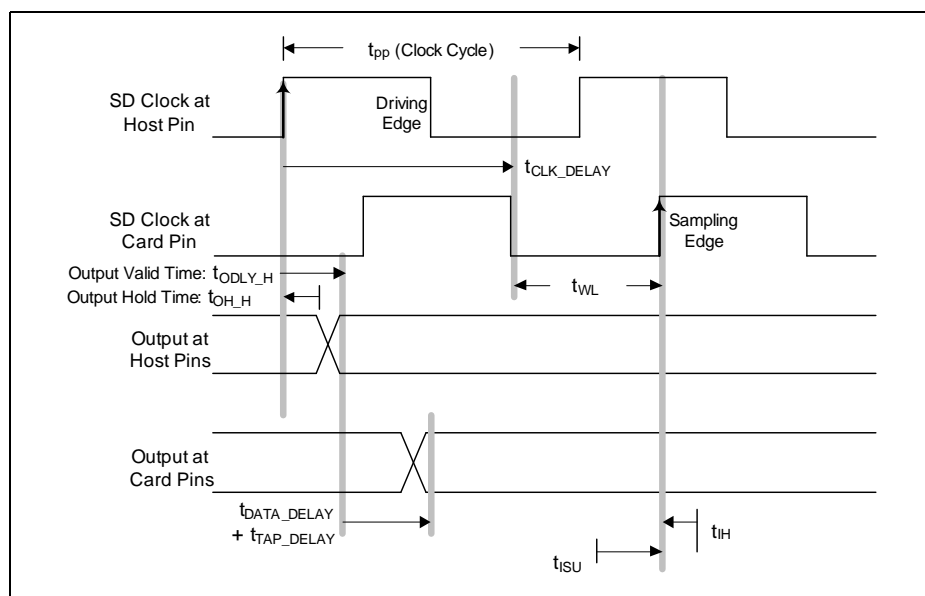 tpp (Clock Cycle)
SD Clock at
Host Pin
Driving
Edge
tCLK_DELAY
SD Clock at
Card Pin
Sampling
Edge
Output Valid Time: tODLY_H
Output Hold Time: tOH_H
tWL
Output at
Host Pins
Output at
Card Pins
tDATA_DELAY
+ tTAP_DELAY
tIH
tISU